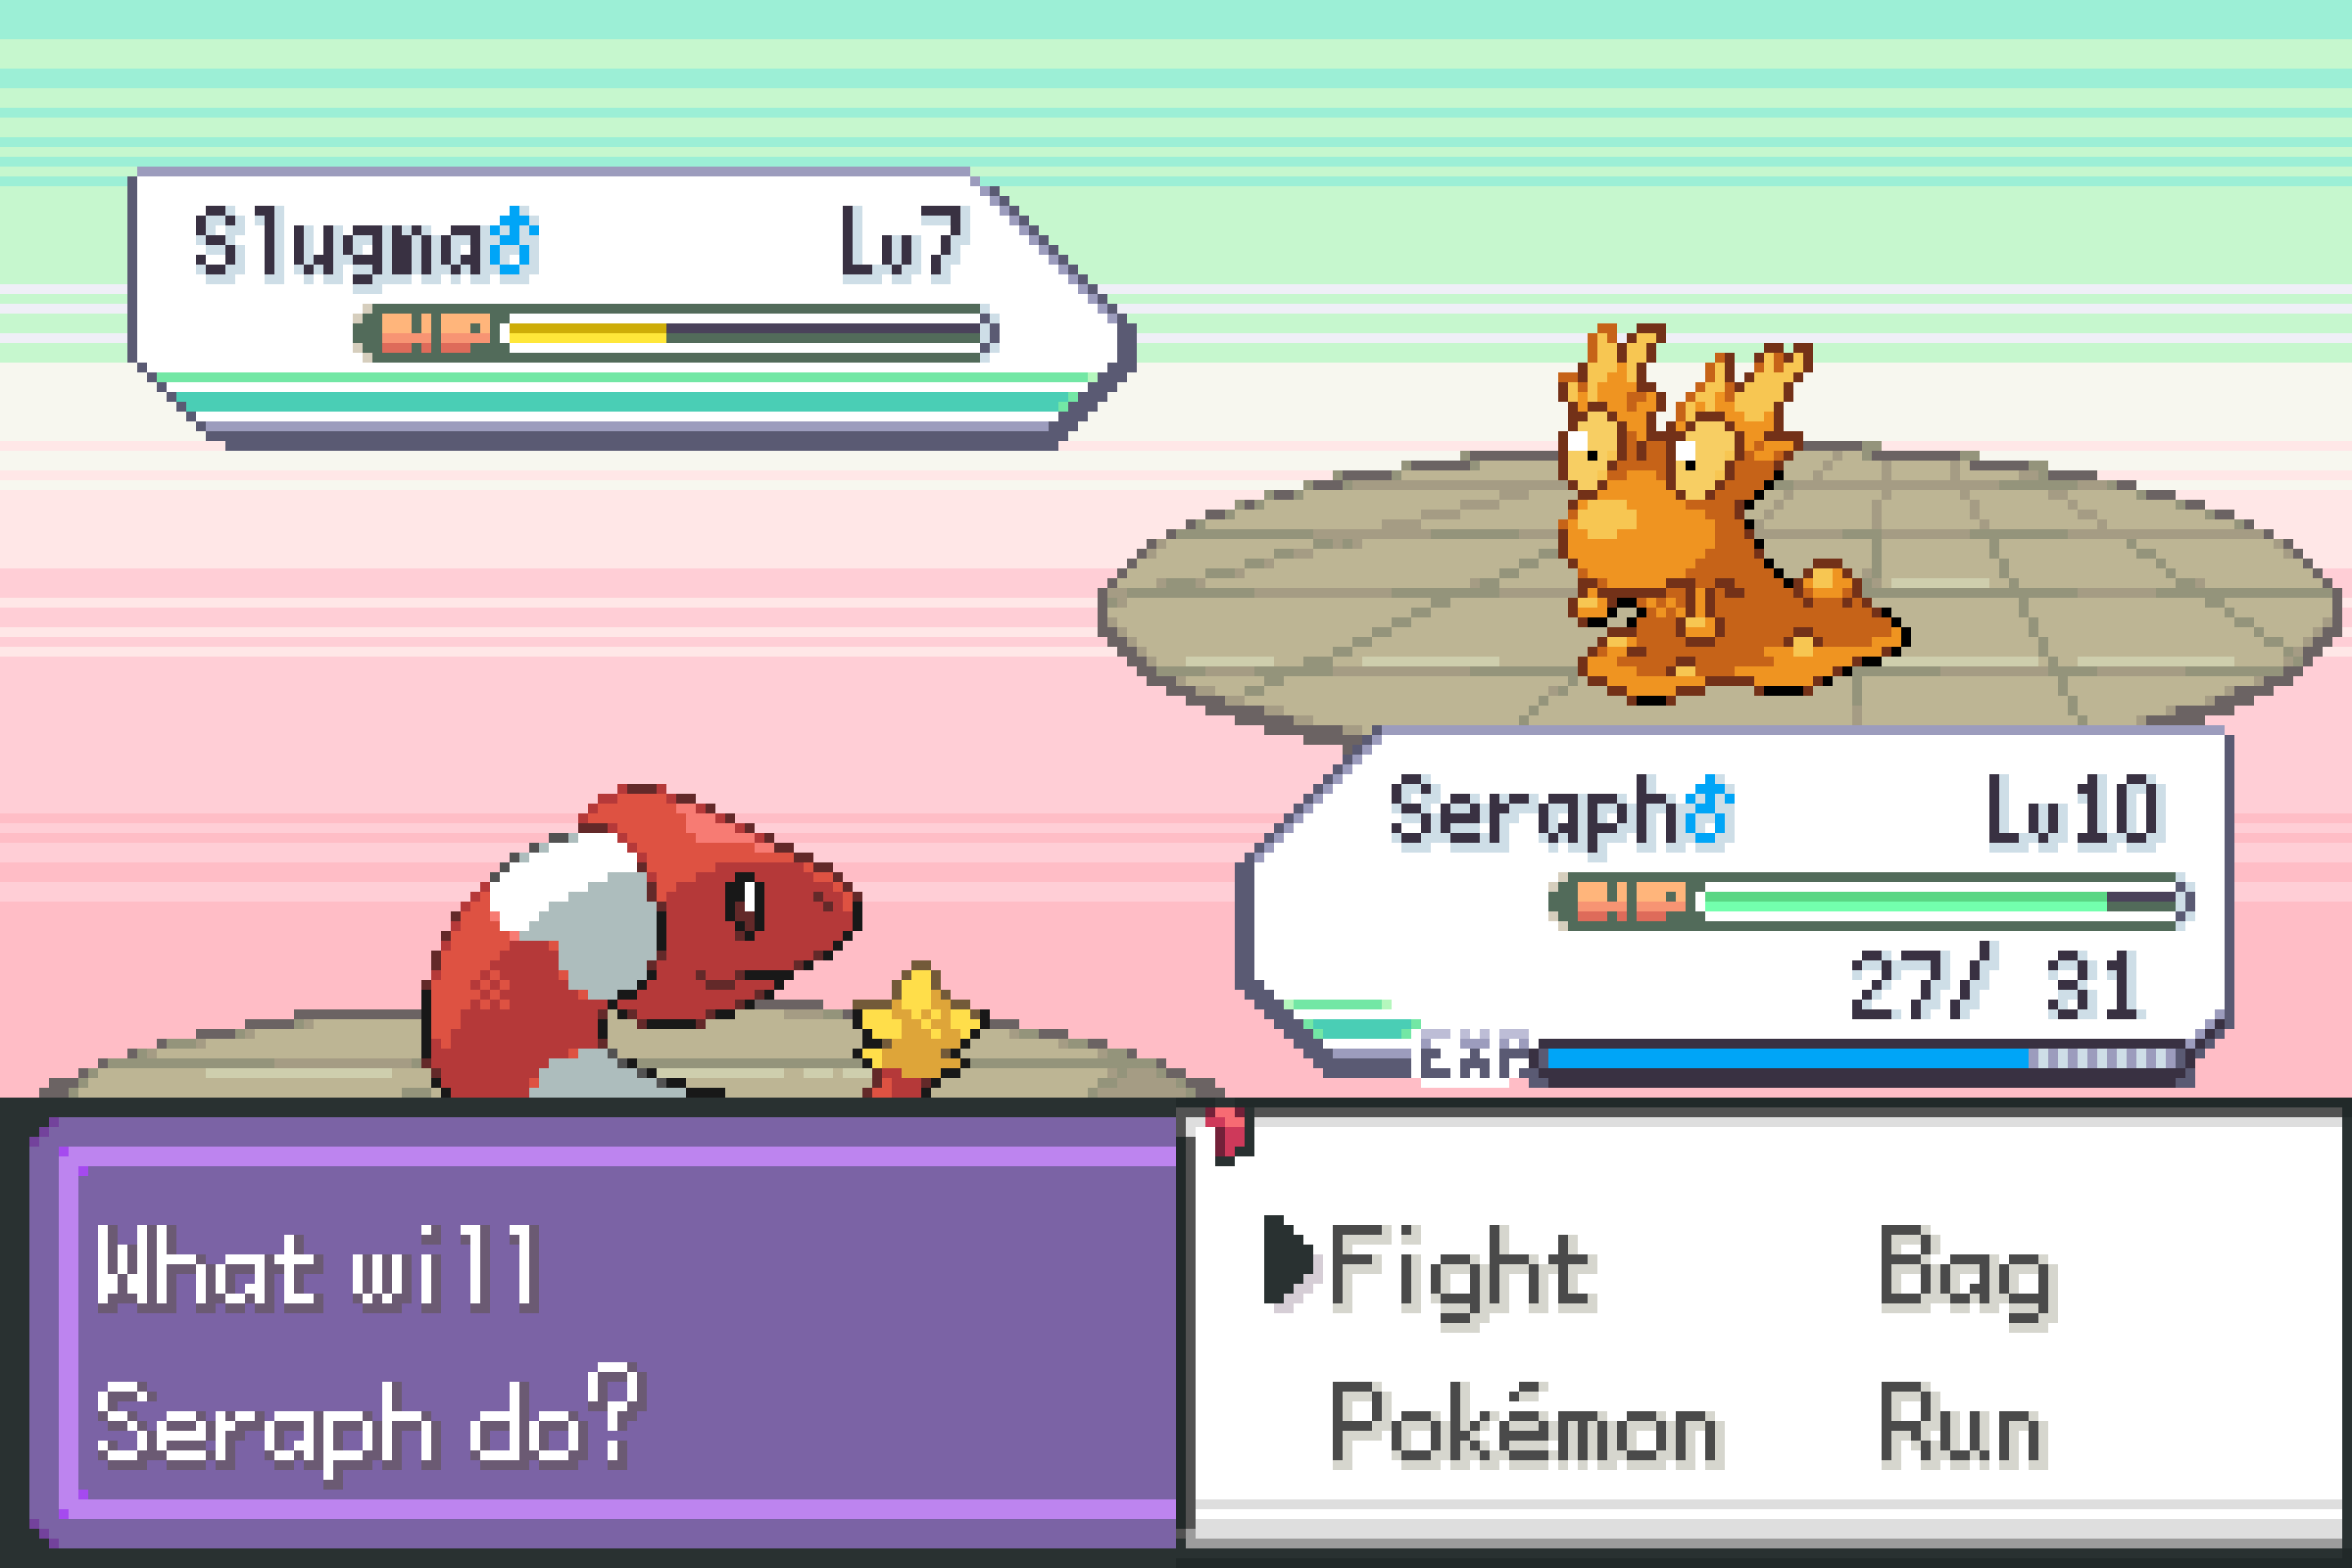 Slugma♂ Lv7
HP
Seraph♂ Lv10
HP
27/ 31
EXP
What will
Seraph do?
Fight Bag
Pokémon Run